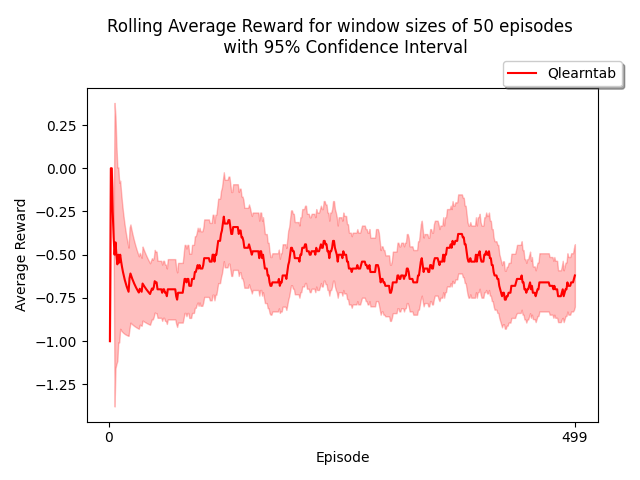 Rolling Average Reward for window sizes of 50 episodes
with 95% Confidence Interval
Qlearntab
0.25
0.00
−0.25
−0.50
−0.75
−1.00
−1.25
Average Reward
0
499
Episode